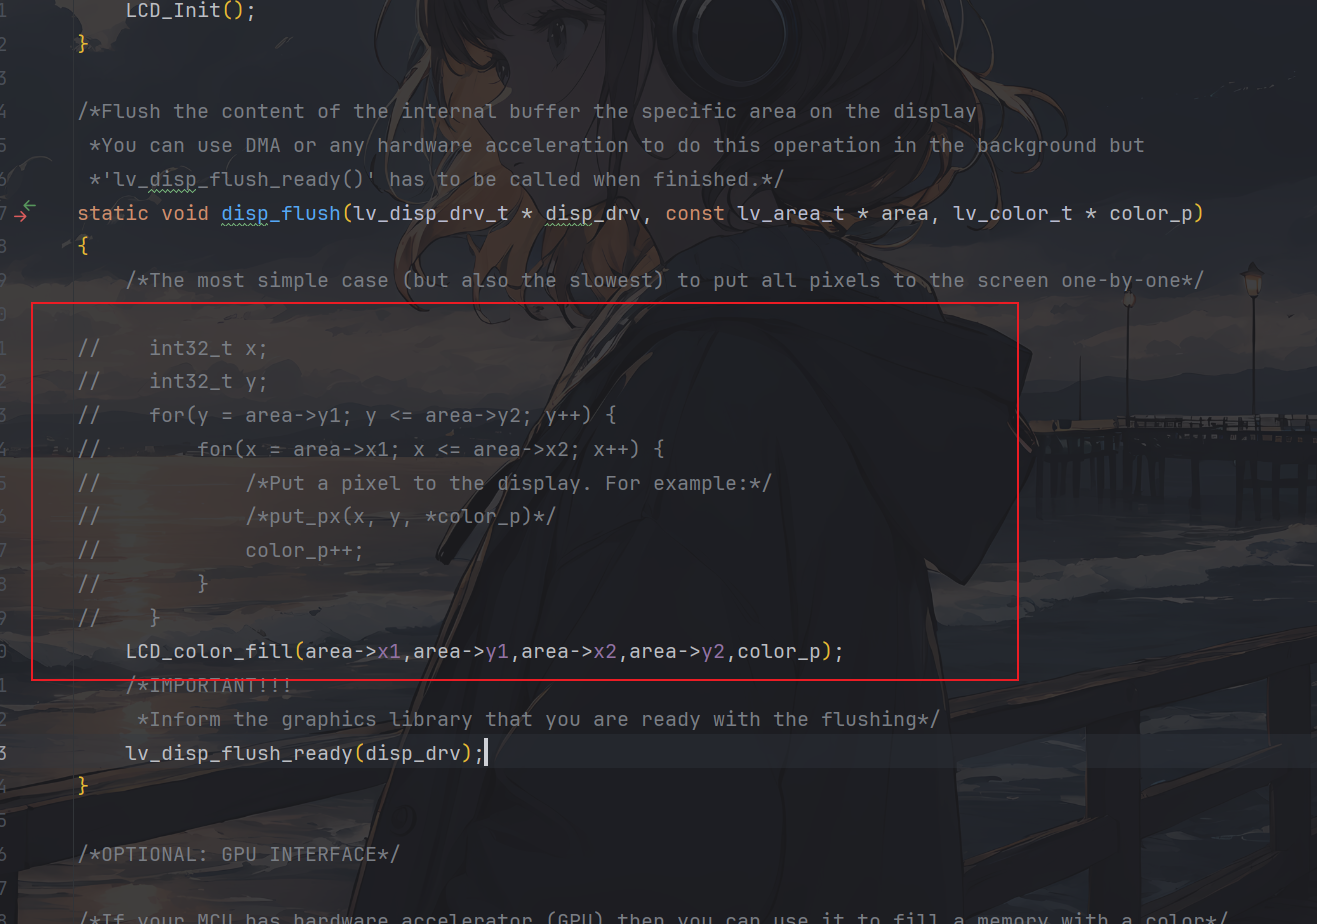 LCD_Init();
}
/*Flush the content of the internal buffer the specific area on the display
*You can use DMA or any hardware acceleration to do this operation in the background but
*'lv_disp_flush_ready()' has to be called when finished.*/
static void disp_flush(lv_disp_drv_t * disp_drv, const lv_area_t * area, lv_color_t * color_p)
{
/*The most simple case (but also the slowest) to put all pixels to the screen one-by-one*/
//    int32_t x;
//    int32_t y;
//    for(y = area->y1; y <= area->y2; y++) {
//        for(x = area->x1; x <= area->x2; x++) {
//            /*Put a pixel to the display. For example:*/
//            /*put_px(x, y, *color_p)*/
//            color_p++;
//        }
//    }
LCD_color_fill(area->x1,area->y1,area->x2,area->y2,color_p);
/*IMPORTANT!!!
*Inform the graphics library that you are ready with the flushing*/
lv_disp_flush_ready(disp_drv);
}
/*OPTIONAL: GPU INTERFACE*/
/*If your MCU has hardware accelerator (GPU) then you can use it to fill a memory with a color*/